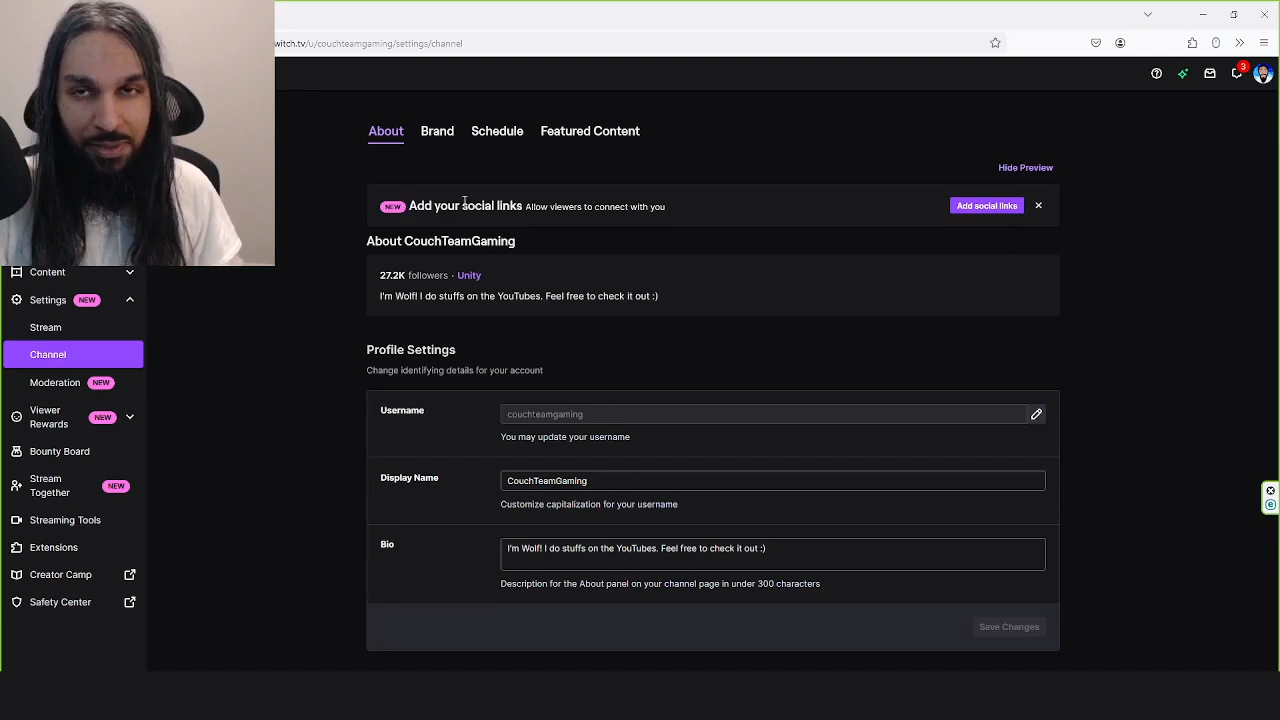 witch.tv/u/couchteamgaming/settings/channel
3
About Brand Schedule Featured Content
Hide Preview
NEW Add your social links Allow viewers to connect with you Add social links
About CouchTeamGaming
27.2K followers · Unity
I'm Wolf! I do stuffs on the YouTubes. Feel free to check it out :)
Content
Settings NEW
Stream
Channel
Moderation NEW
Viewer
Rewards NEW
Bounty Board
Stream
Together NEW
Streaming Tools
Extensions
Creator Camp
Safety Center
Profile Settings
Change identifying details for your account
Username
couchteamgaming
You may update your username
Display Name
CouchTeamGaming
Customize capitalization for your username
Bio
I'm Wolf! I do stuffs on the YouTubes. Feel free to check it out :)
Description for the About panel on your channel page in under 300 characters
Save Changes